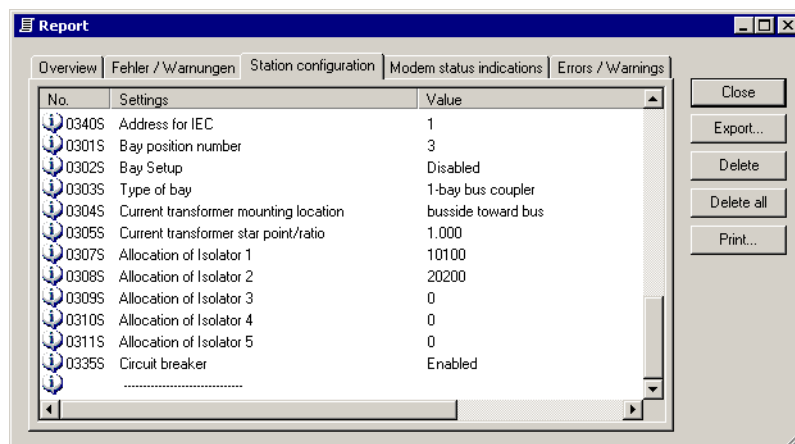 Report
Overview Fehler / Warnungen Station configuration Modem status indications Errors / Warnings
No. Settings Value
0340S Address for IEC 1
0301S Bay position number 3
0302S Bay Setup Disabled
0303S Type of bay 1-bay bus coupler
0304S Current transformer mounting location busside toward bus
0305S Current transformer star point/ratio 1.000
0307S Allocation of Isolator 1 10100
0308S Allocation of Isolator 2 20200
0309S Allocation of Isolator 3 0
0310S Allocation of Isolator 4 0
0311S Allocation of Isolator 5 0
0335S Circuit breaker Enabled
------------------------------
Close
Export...
Delete
Delete all
Print...